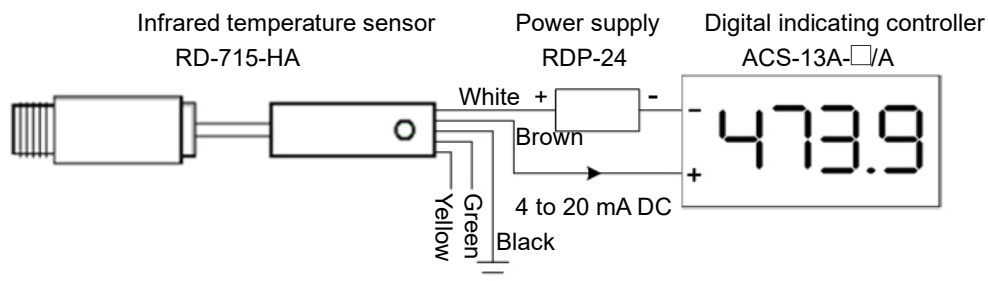 Infrared temperature sensor
RD-715-HA
Power supply
RDP-24
Digital indicating controller
ACS-13A-□/A
White + -
Brown
- 473.9
+
4 to 20 mA DC
Yellow
Green
Black